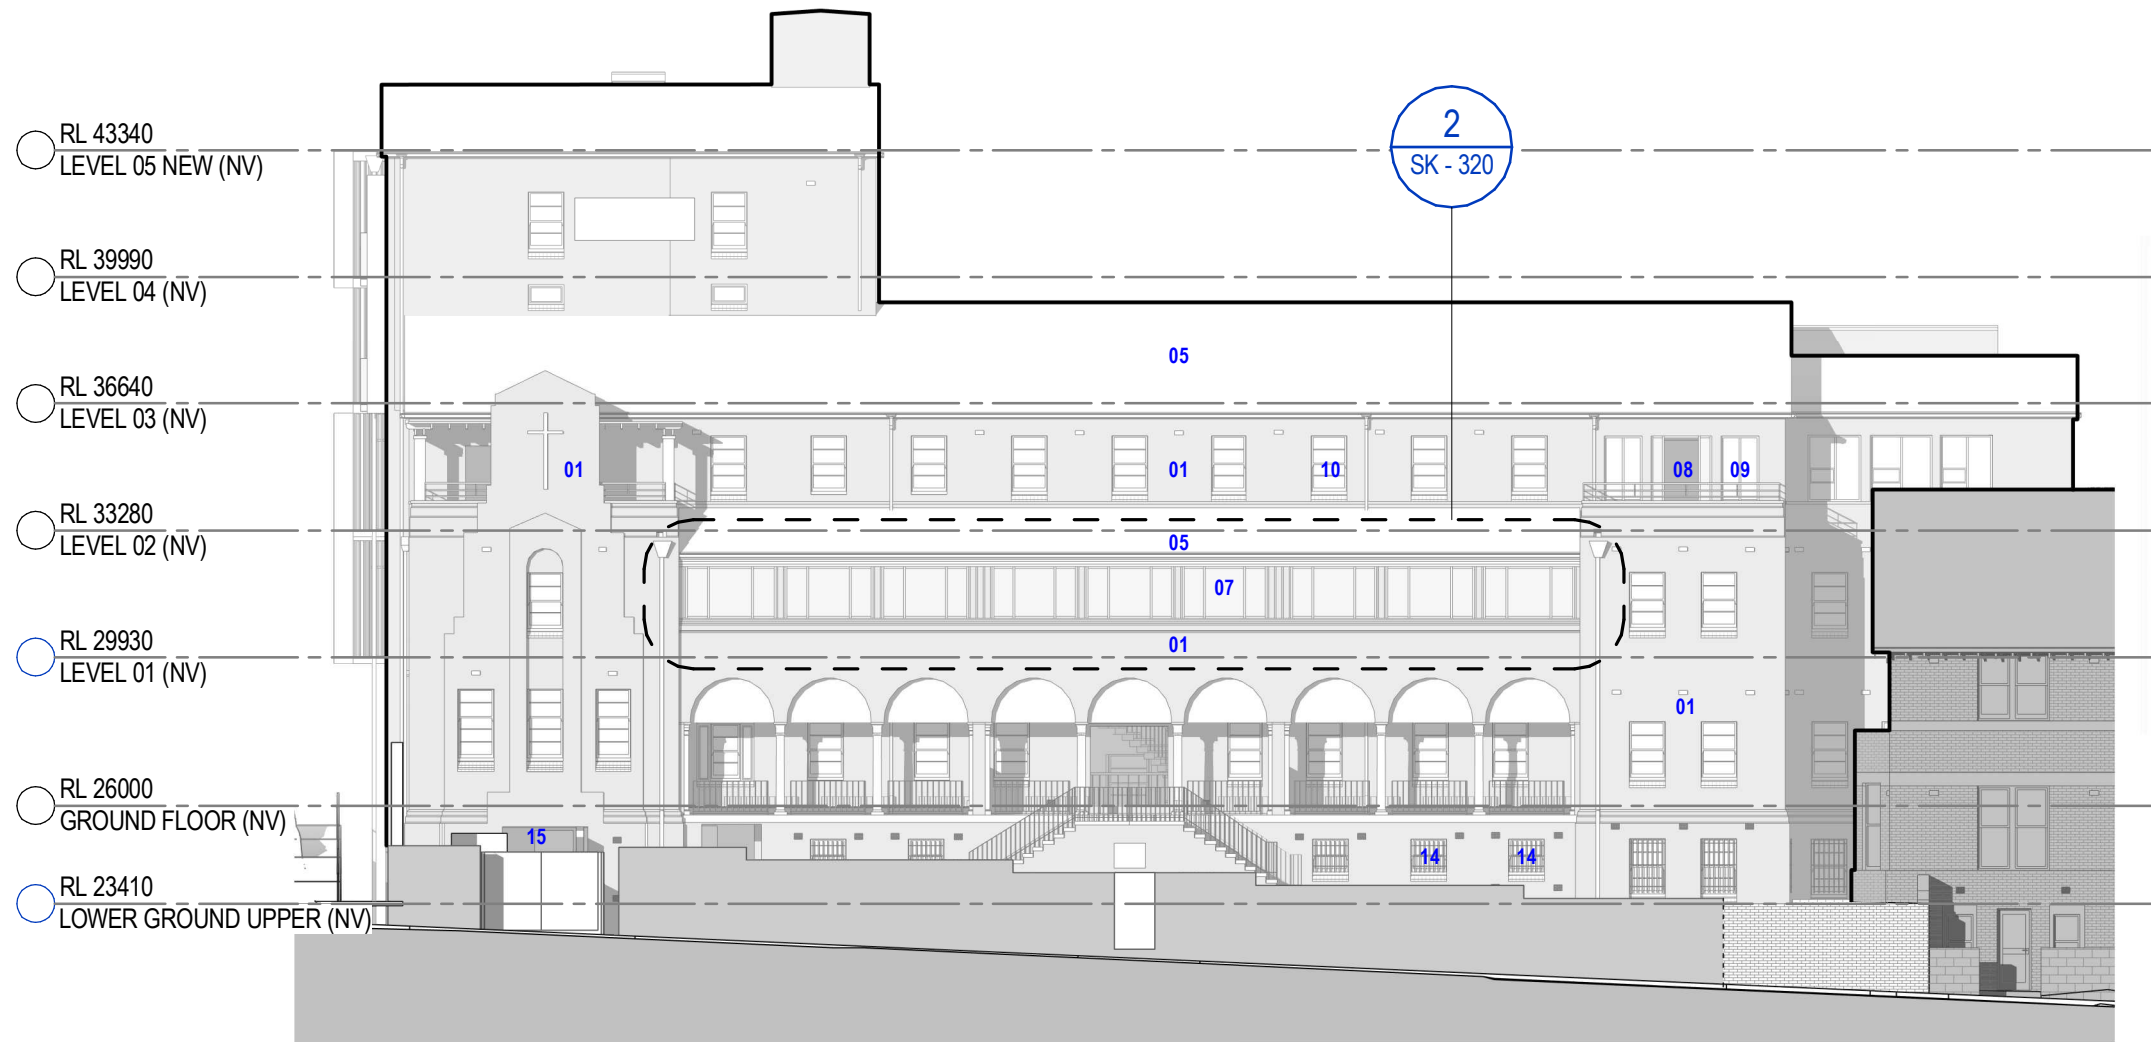 2
SK - 320
RL 43340
LEVEL 05 NEW (NV)
RL 39990
LEVEL 04 (NV)
05
RL 36640
LEVEL 03 (NV)
01
01
10
08
09
RL 33280
LEVEL 02 (NV)
05
07
RL 29930
LEVEL 01 (NV)
01
01
RL 26000
GROUND FLOOR (NV)
15
14
14
RL 23410
LOWER GROUND UPPER (NV)